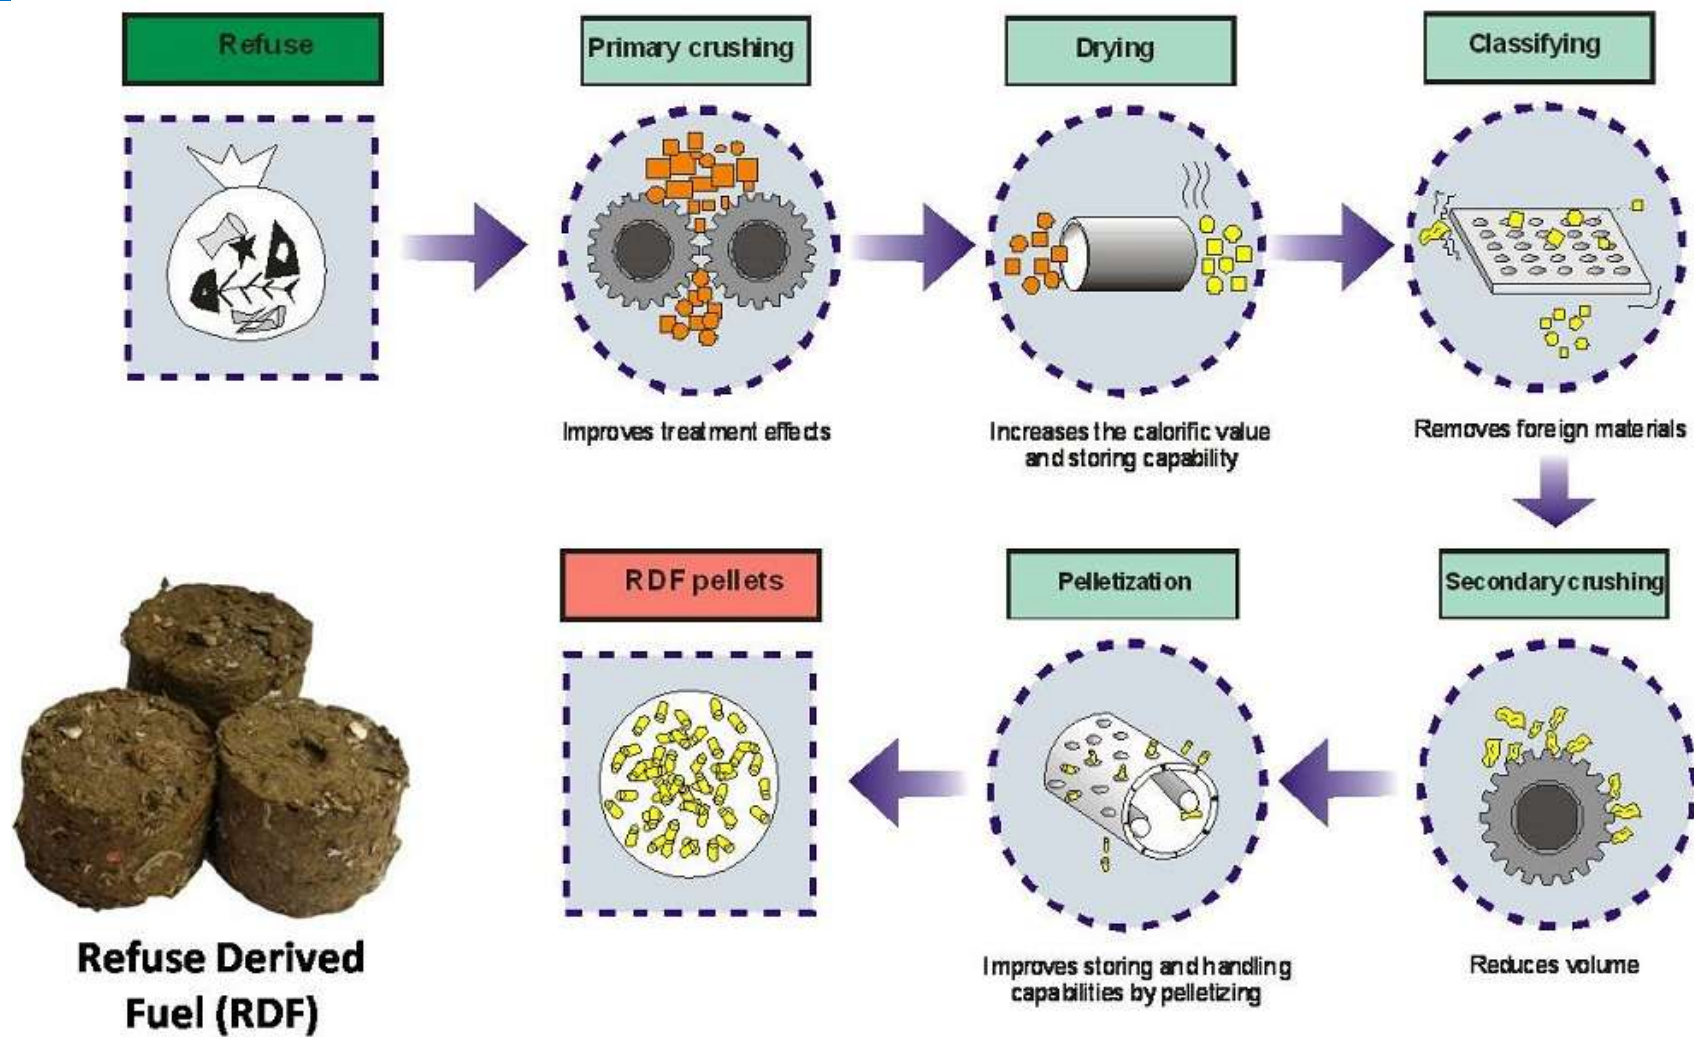 Refuse
Primary crushing
Drying
Classifying
Improves treatment effects
Increases the calorific value
and storing capability
Removes foreign materials
RDF pellets
Pelletization
Secondary crushing
Improves storing and handling
capabilities by pelletizing
Reduces volume
Refuse Derived
Fuel (RDF)